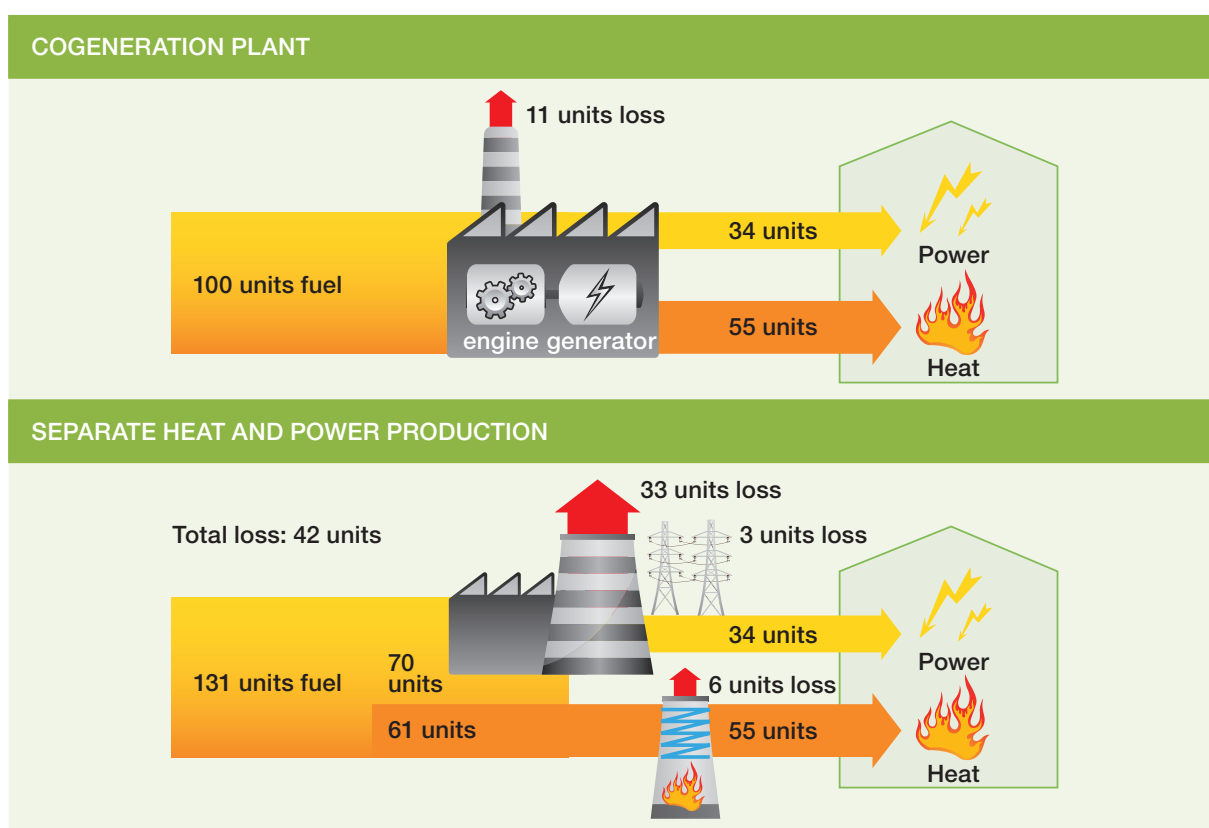 COGENERATION PLANT
11 units loss
100 units fuel
34 units
Power
engine generator
55 units
Heat
SEPARATE HEAT AND POWER PRODUCTION
33 units loss
Total loss: 42 units
3 units loss
34 units
Power
70
units
131 units fuel
6 units loss
61 units
55 units
Heat